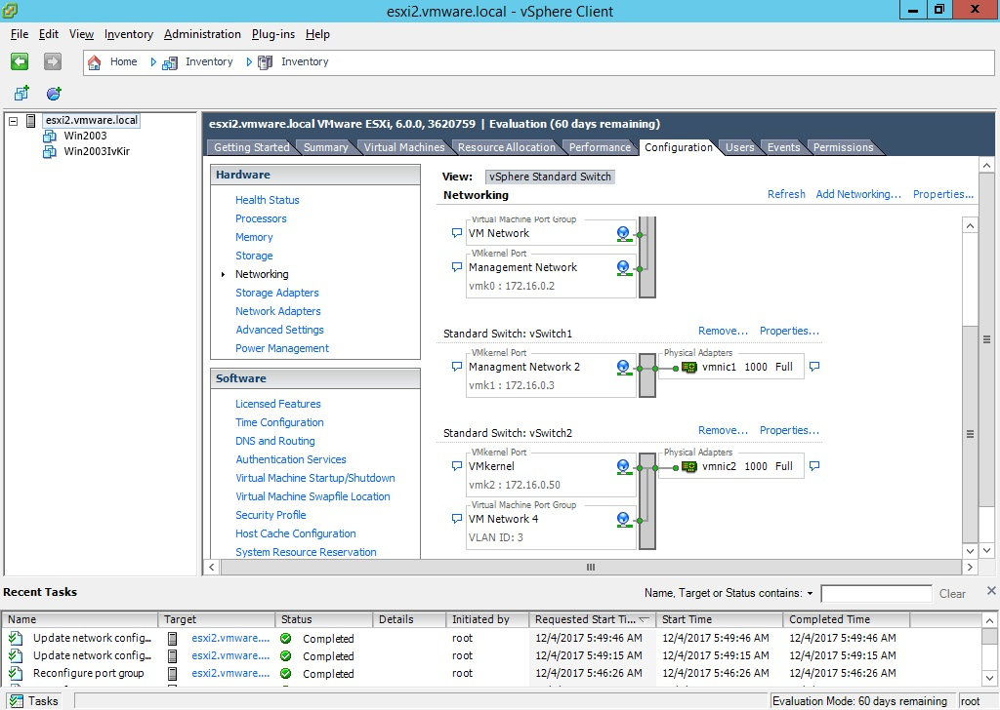 esxi2.vmware.local - vSphere Client
File Edit View Inventory Administration Plug-ins Help
Home Inventory Inventory
esxi2.vmware.local
Win2003
Win2003IvKir
esxi2.vmware.local VMware ESXi, 6.0.0, 3620759 | Evaluation (60 days remaining)
Getting Started Summary Virtual Machines Resource Allocation Performance Configuration Users Events Permissions
Hardware
Health Status
Processors
Memory
Storage
Networking
Storage Adapters
Network Adapters
Advanced Settings
Power Management
Software
Licensed Features
Time Configuration
DNS and Routing
Authentication Services
Virtual Machine Startup/Shutdown
Virtual Machine Swapfile Location
Security Profile
Host Cache Configuration
System Resource Reservation
View: vSphere Standard Switch
Networking
Refresh Add Networking... Properties...
Virtual Machine Port Group
VM Network
VMkernel Port
Management Network
vmk0 : 172.16.0.2
Standard Switch: vSwitch1 Remove... Properties...
VMkernel Port
Managment Network 2
vmk1 : 172.16.0.3
Physical Adapters
vmnic1 1000 Full
Standard Switch: vSwitch2 Remove... Properties...
VMkernel Port
VMkernel
vmk2 : 172.16.0.50
Physical Adapters
vmnic2 1000 Full
Virtual Machine Port Group
VM Network 4
VLAN ID: 3
Recent Tasks
Name, Target or Status contains: Clear
Name Target Status Details Initiated by Requested Start Ti... Start Time Completed Time
Update network config... esxi2.vmware.... Completed root 12/4/2017 5:49:46 AM 12/4/2017 5:49:46 AM 12/4/2017 5:49:46 AM
Update network config... esxi2.vmware.... Completed root 12/4/2017 5:49:15 AM 12/4/2017 5:49:15 AM 12/4/2017 5:49:15 AM
Reconfigure port group esxi2.vmware.... Completed root 12/4/2017 5:46:26 AM 12/4/2017 5:46:26 AM 12/4/2017 5:46:26 AM
Tasks Evaluation Mode: 60 days remaining root